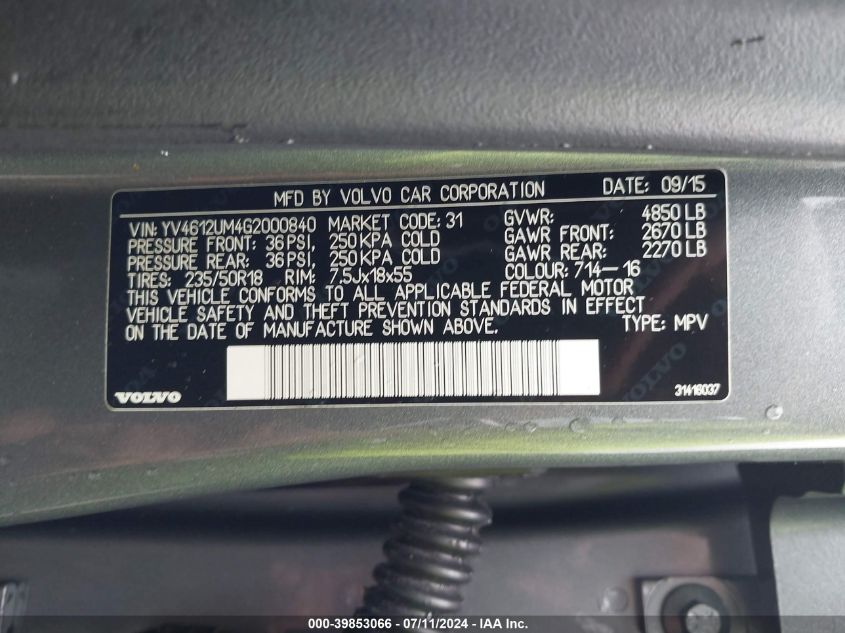 MFD BY VOLVO CAR CORPORATION DATE: 09/15
VIN: YV4612UM4G2000840 MARKET CODE: 31 GVWR: 4850 LB
PRESSURE FRONT: 36 PSI, 250 KPA COLD GAWR FRONT: 2670 LB
PRESSURE REAR: 36 PSI, 250 KPA COLD GAWR REAR: 2270 LB
TIRES: 235/50R18 RIM: 7.5Jx18x55 COLOUR: 714-16
THIS VEHICLE CONFORMS TO ALL APPLICABLE FEDERAL MOTOR
VEHICLE SAFETY AND THEFT PREVENTION STANDARDS IN EFFECT
ON THE DATE OF MANUFACTURE SHOWN ABOVE. TYPE: MPV
VOLVO 31416037
000-39853066 - 07/11/2024 - IAA Inc.